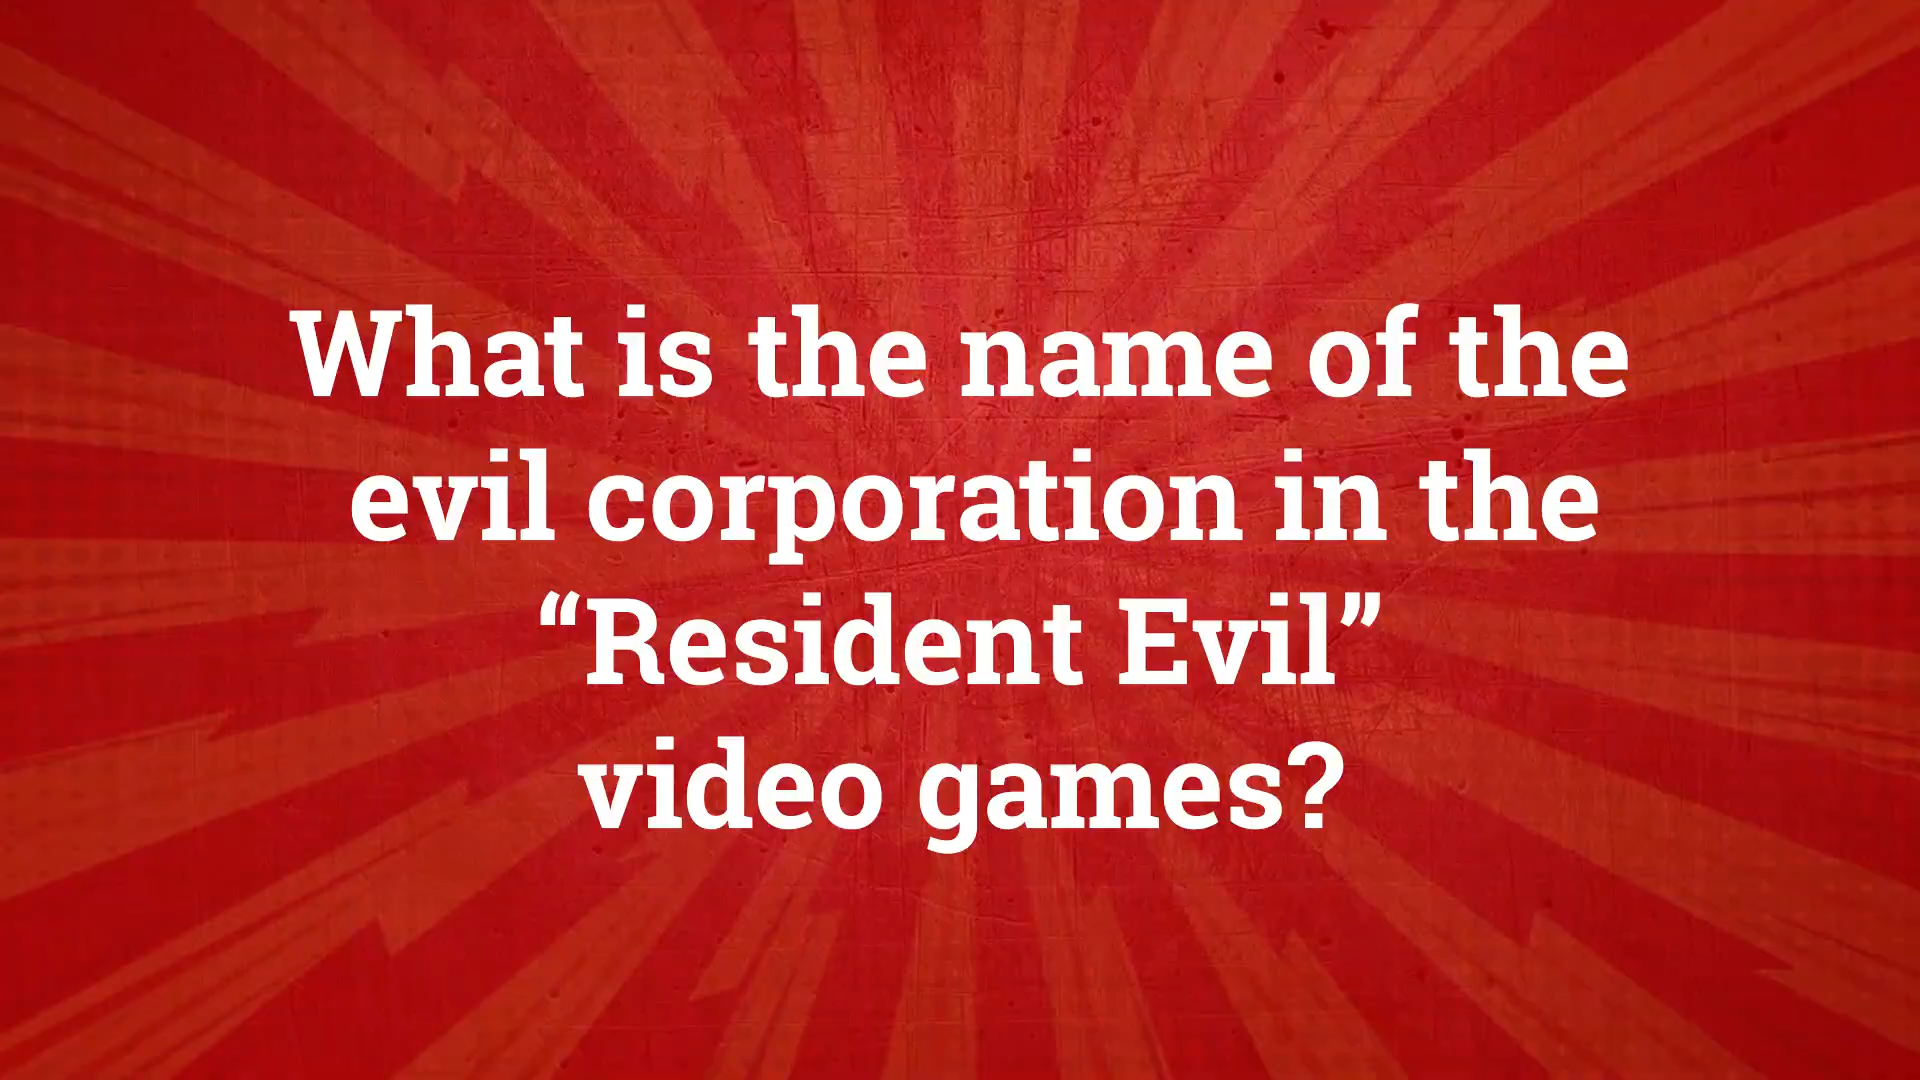 What is the name of the
evil corporation in the
“Resident Evil”
video games?